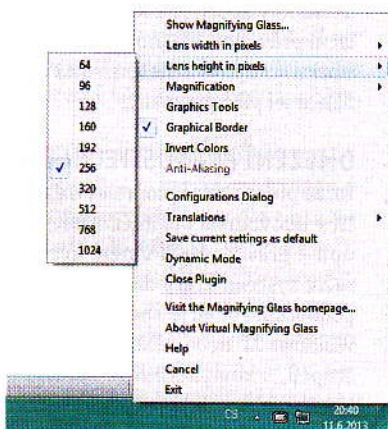 Show Magnifying Glass...
Lens width in pixels
Lens height in pixels
Magnification
Graphics Tools
Graphical Border
Invert Colors
Anti-Aliasing
Configurations Dialog
Translations
Save current settings as default
Dynamic Mode
Close Plugin
Visit the Magnifying Glass homepage...
About Virtual Magnifying Glass
Help
Cancel
Exit
64
96
128
160
192
256
320
512
768
1024
CS
20:40
11.6.2013